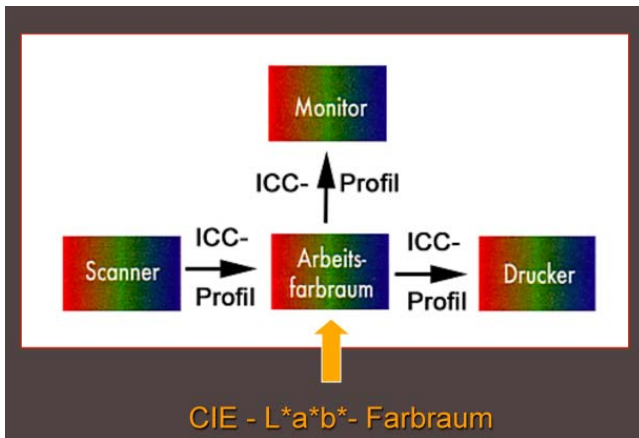 Monitor
ICC- Profil
ICC- ICC-
Scanner Arbeits- Drucker
farbraum
Profil Profil
CIE - L*a*b*- Farbraum